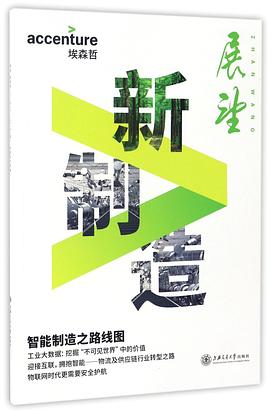 accenture
埃森哲
展望
ZHAN WANG
新
制
造
智能制造之路线图
工业大数据：挖掘“不可见世界”中的价值
迎接互联，拥抱智能——物流及供应链行业转型之路
物联网时代更需要安全护航
上海交通大学出版社